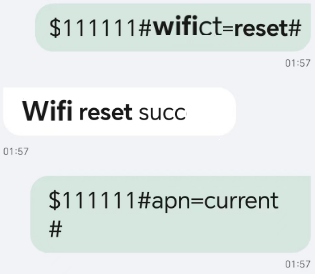 $111111#wifict=reset#
01:57
Wifi reset succ
01:57
$111111#apn=current
#
01:57